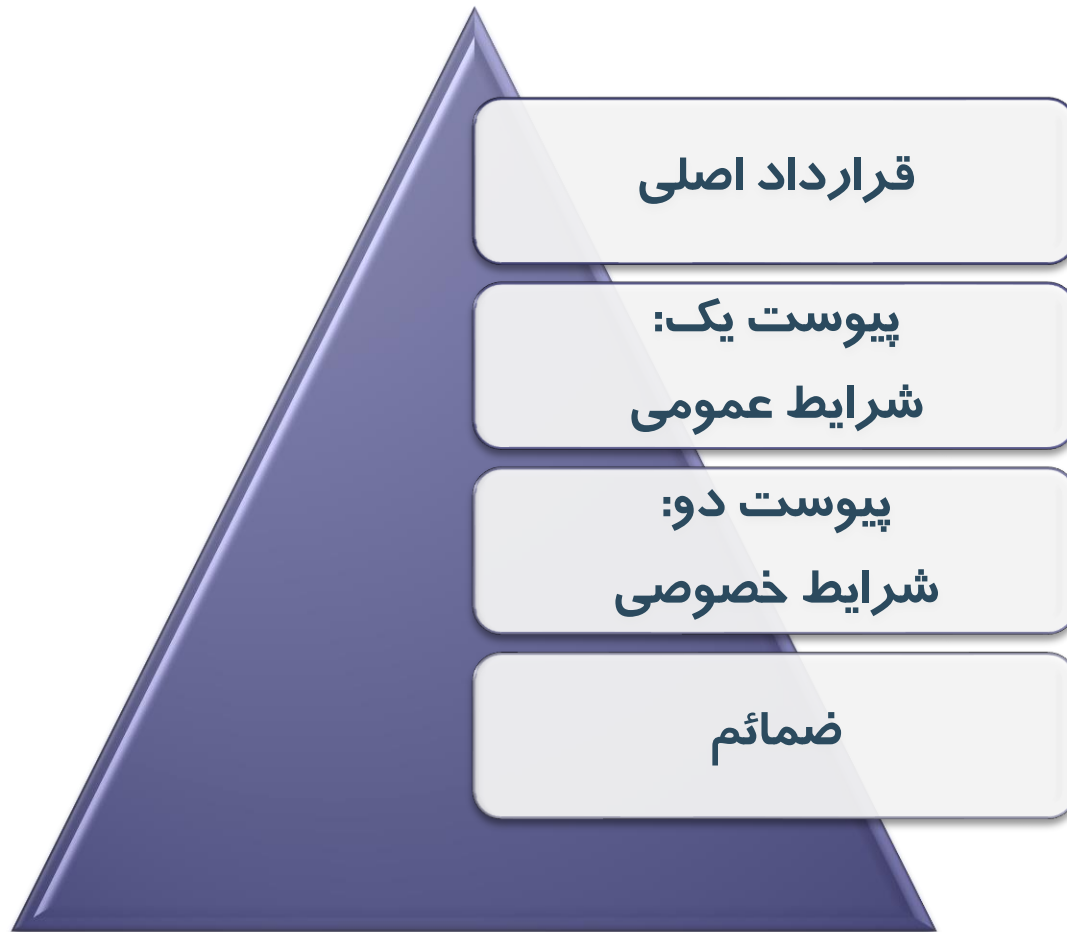 قرارداد اصلی
پیوست یک:
شرایط عمومی
پیوست دو:
شرایط خصوصی
ضمائم